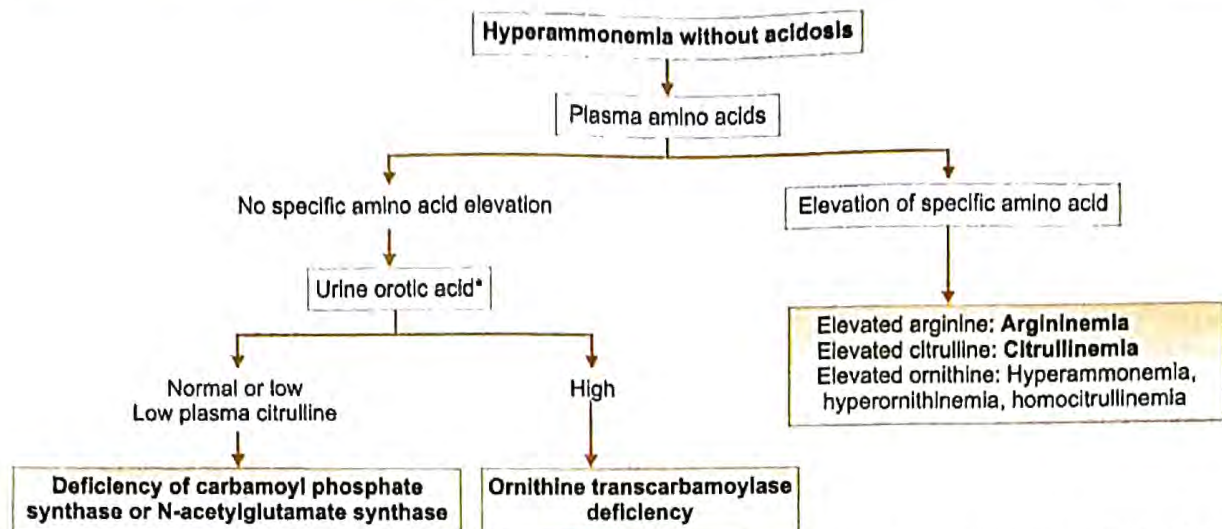 Hyperammonemia without acidosis
Plasma amino acids
No specific amino acid elevation
Elevation of specific amino acid
Urine orotic acid*
Elevated arginine: Argininemia
Elevated citrulline: Citrullinemia
Elevated ornithine: Hyperammonemia,
hyperornithinemia, homocitrullinemia
Normal or low
Low plasma citrulline
High
Deficiency of carbamoyl phosphate
synthase or N-acetylglutamate synthase
Ornithine transcarbamoylase
deficiency